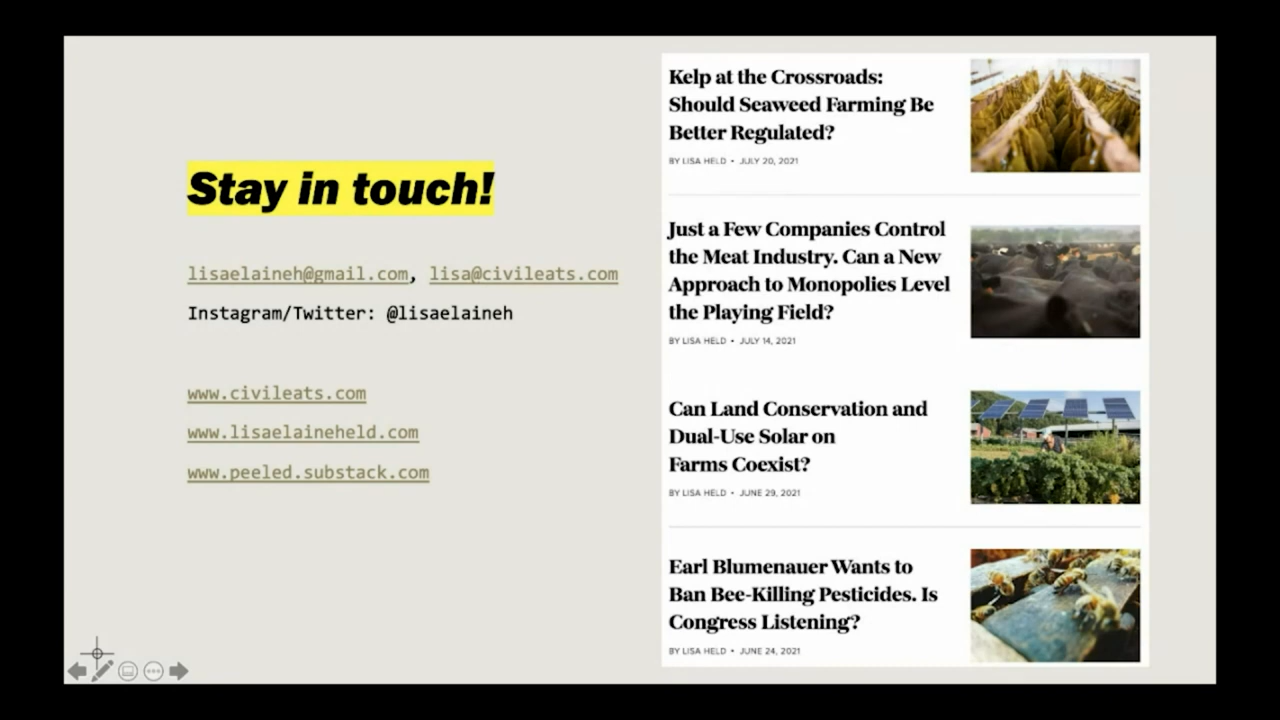 Stay in touch!
lisaelaineh@gmail.com, lisa@civileats.com
Instagram/Twitter: @lisaelaineh
www.civileats.com
www.lisaelaineheld.com
www.peeled.substack.com
Kelp at the Crossroads:
Should Seaweed Farming Be
Better Regulated?
BY LISA HELD • JULY 20, 2021
Just a Few Companies Control
the Meat Industry. Can a New
Approach to Monopolies Level
the Playing Field?
BY LISA HELD • JULY 14, 2021
Can Land Conservation and
Dual-Use Solar on
Farms Coexist?
BY LISA HELD • JUNE 29, 2021
Earl Blumenauer Wants to
Ban Bee-Killing Pesticides. Is
Congress Listening?
BY LISA HELD • JUNE 24, 2021